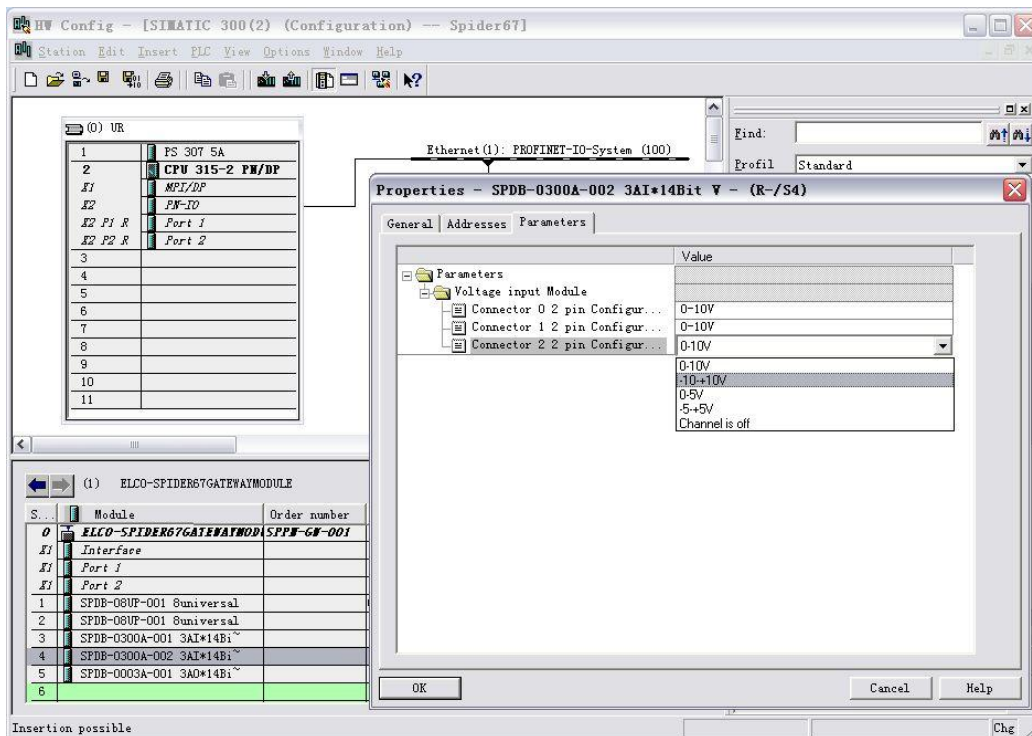 HW Config - [SIMATIC 300(2) (Configuration) -- Spider67]
Station Edit Insert PLC View Options Window Help
(0) UR
1 PS 307 5A
2 CPU 315-2 PN/DP
X1 MPI/DP
X2 PN-IO
X2 P1 R Port 1
X2 P2 R Port 2
3
4
5
6
7
8
9
10
11
Ethernet(1): PROFINET-IO-System (100)
Find:
Profil Standard
Properties - SPDB-0300A-002 3AI*14Bit V - (R-/S4)
General Addresses Parameters
Value
Parameters
Voltage input Module
Connector 0 2 pin Configur... 0-10V
Connector 1 2 pin Configur... 0-10V
Connector 2 2 pin Configur... 0-10V
0-10V
-10-+10V
0-5V
-5-+5V
Channel is off
OK Cancel Help
(1) ELCO-SPIDER67GATEWAYMODULE
S... Module Order number
0 ELCO-SPIDER67GATEWAYMOD SPPN-GW-001
X1 Interface
X1 Port 1
X1 Port 2
1 SPDB-08UP-001 8universal
2 SPDB-08UP-001 8universal
3 SPDB-0300A-001 3AI*14Bi~
4 SPDB-0300A-002 3AI*14Bi~
5 SPDB-0003A-001 3AO*14Bi~
6
Insertion possible
Chg